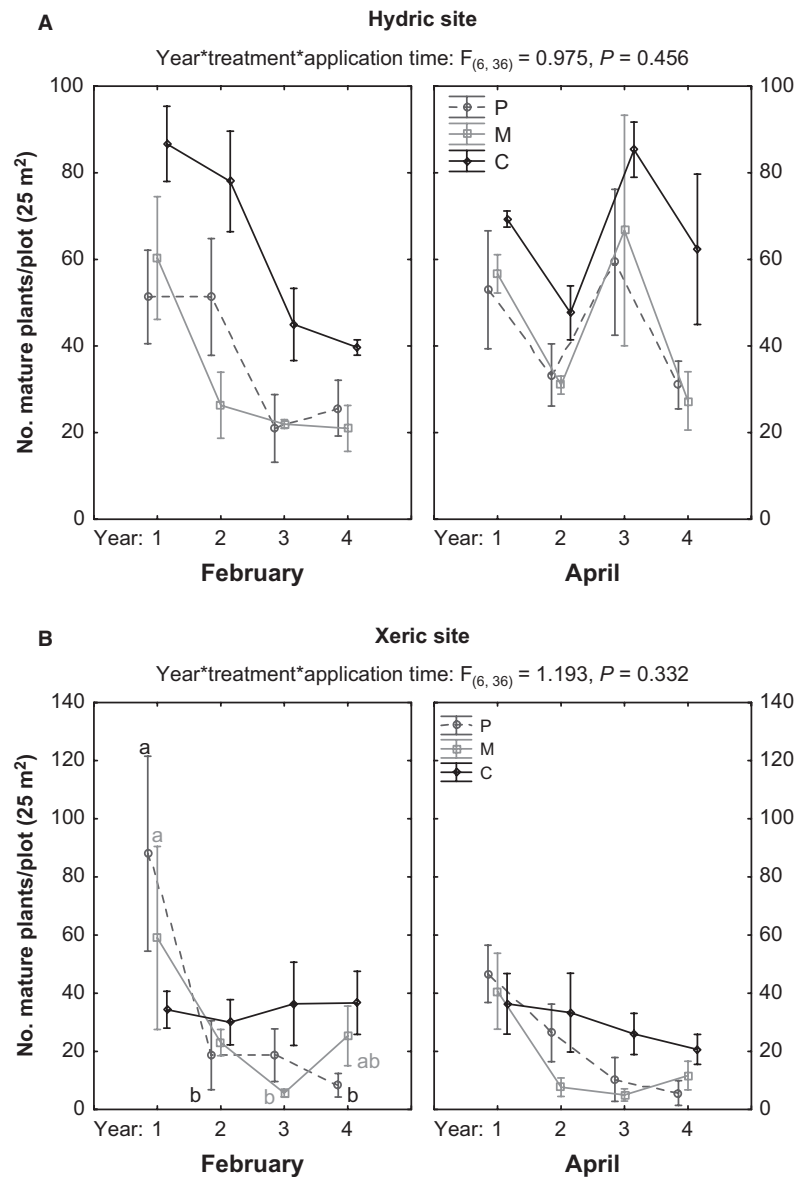 A
Hydric site
Year*treatment*application time: F(6, 36) = 0.975, P = 0.456
No. mature plants/plot (25 m²)
100
80
60
40
20
0
P
M
C
100
80
60
40
20
0
Year: 1 2 3 4
Year: 1 2 3 4
February
April
B
Xeric site
Year*treatment*application time: F(6, 36) = 1.193, P = 0.332
No. mature plants/plot (25 m²)
140
120
100
80
60
40
20
0
a
a
b
b
b
ab
P
M
C
140
120
100
80
60
40
20
0
Year: 1 2 3 4
Year: 1 2 3 4
February
April